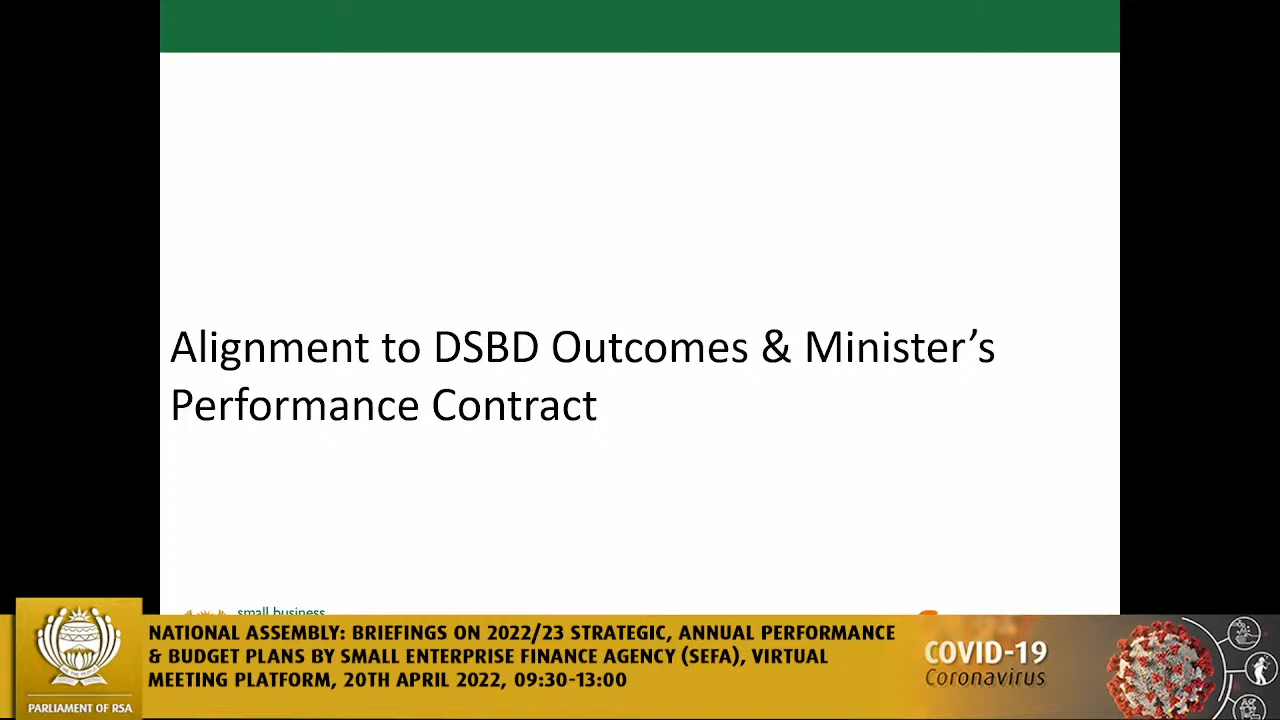 Alignment to DSBD Outcomes & Minister’s
Performance Contract
small business
NATIONAL ASSEMBLY: BRIEFINGS ON 2022/23 STRATEGIC, ANNUAL PERFORMANCE
& BUDGET PLANS BY SMALL ENTERPRISE FINANCE AGENCY (SEFA), VIRTUAL
MEETING PLATFORM, 20TH APRIL 2022, 09:30-13:00
PARLIAMENT OF RSA
COVID-19
Coronavirus